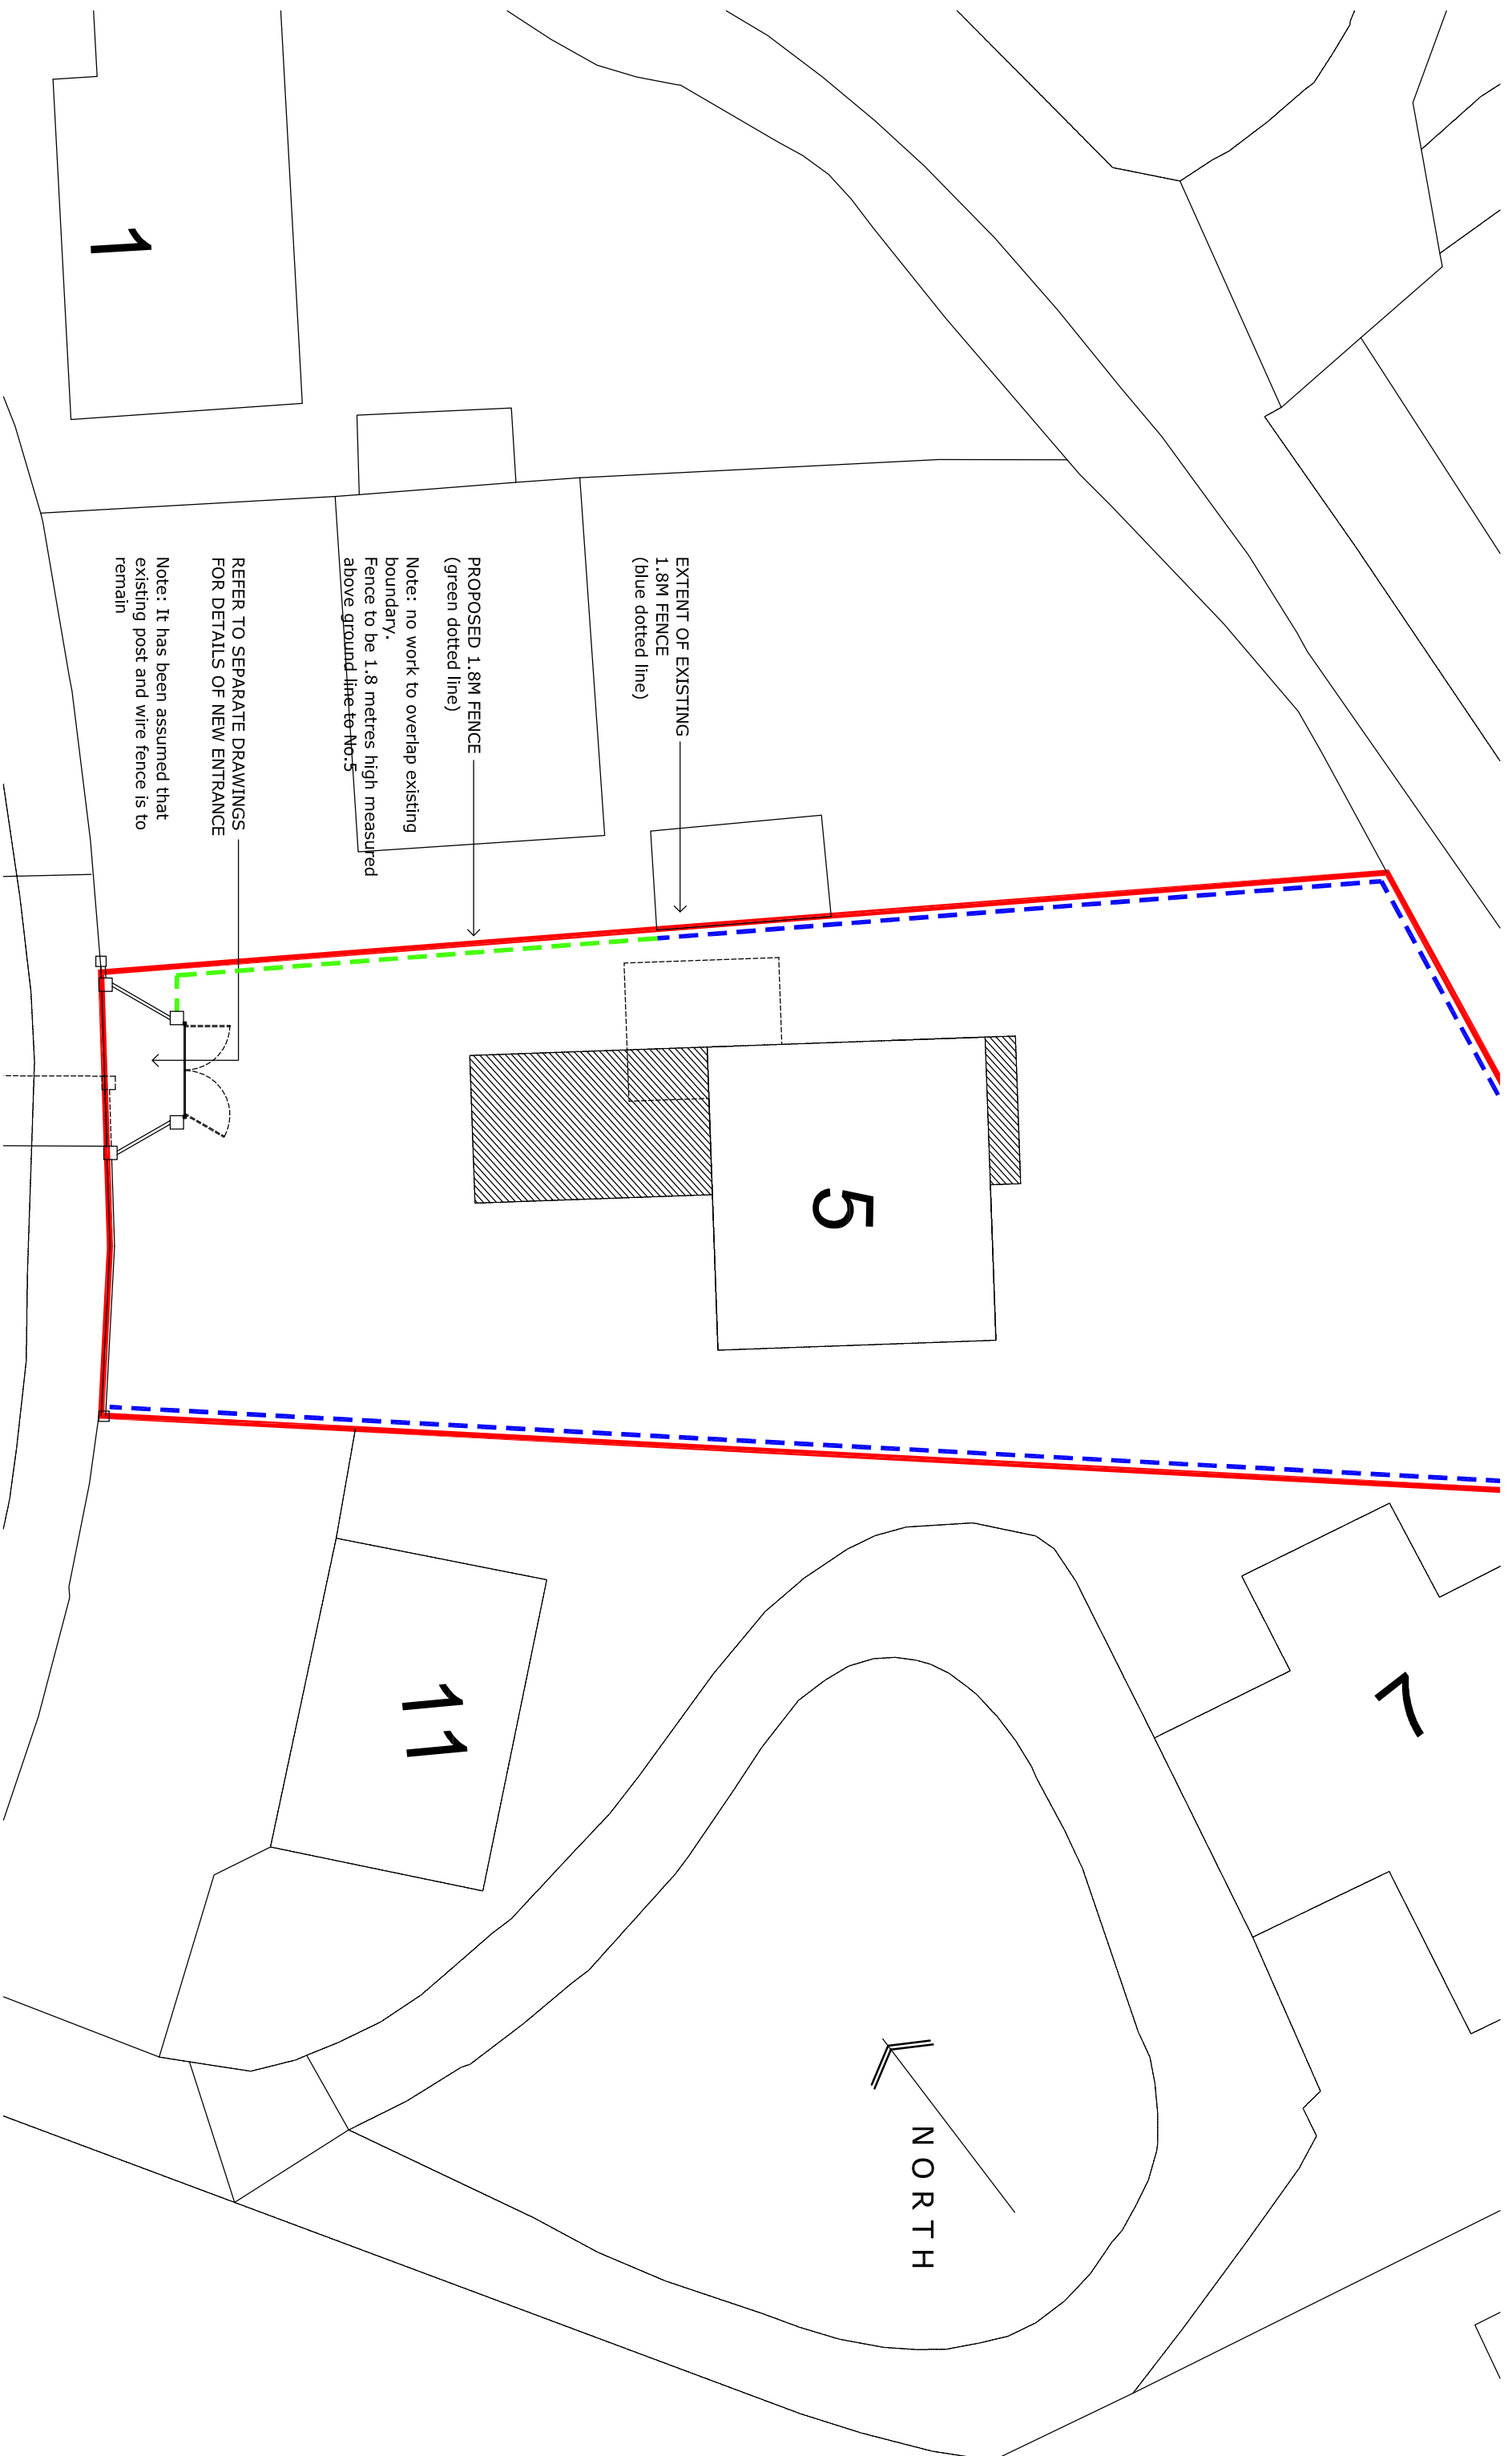 1
EXTENT OF EXISTING
1.8M FENCE
(blue dotted line)
PROPOSED 1.8M FENCE
(green dotted line)
Note: no work to overlap existing
boundary.
Fence to be 1.8 metres high measured
above ground line to No.5
REFER TO SEPARATE DRAWINGS
FOR DETAILS OF NEW ENTRANCE
Note: It has been assumed that
existing post and wire fence is to
remain
5
7
11
NORTH